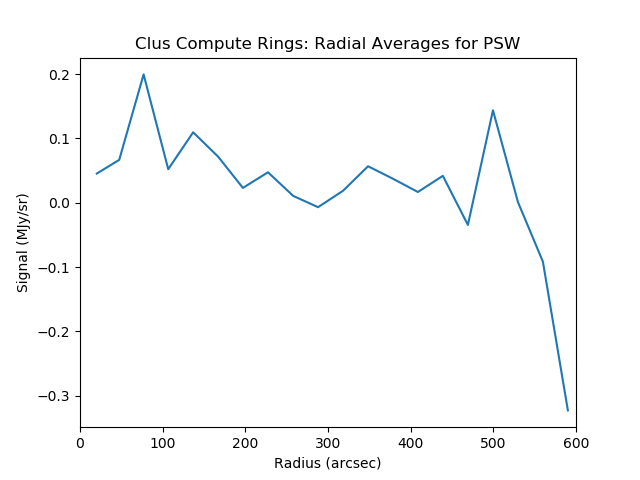 Clus Compute Rings: Radial Averages for PSW
0.2
0.1
0.0
−0.1
−0.2
−0.3
Signal (MJy/sr)
0 100 200 300 400 500 600
Radius (arcsec)